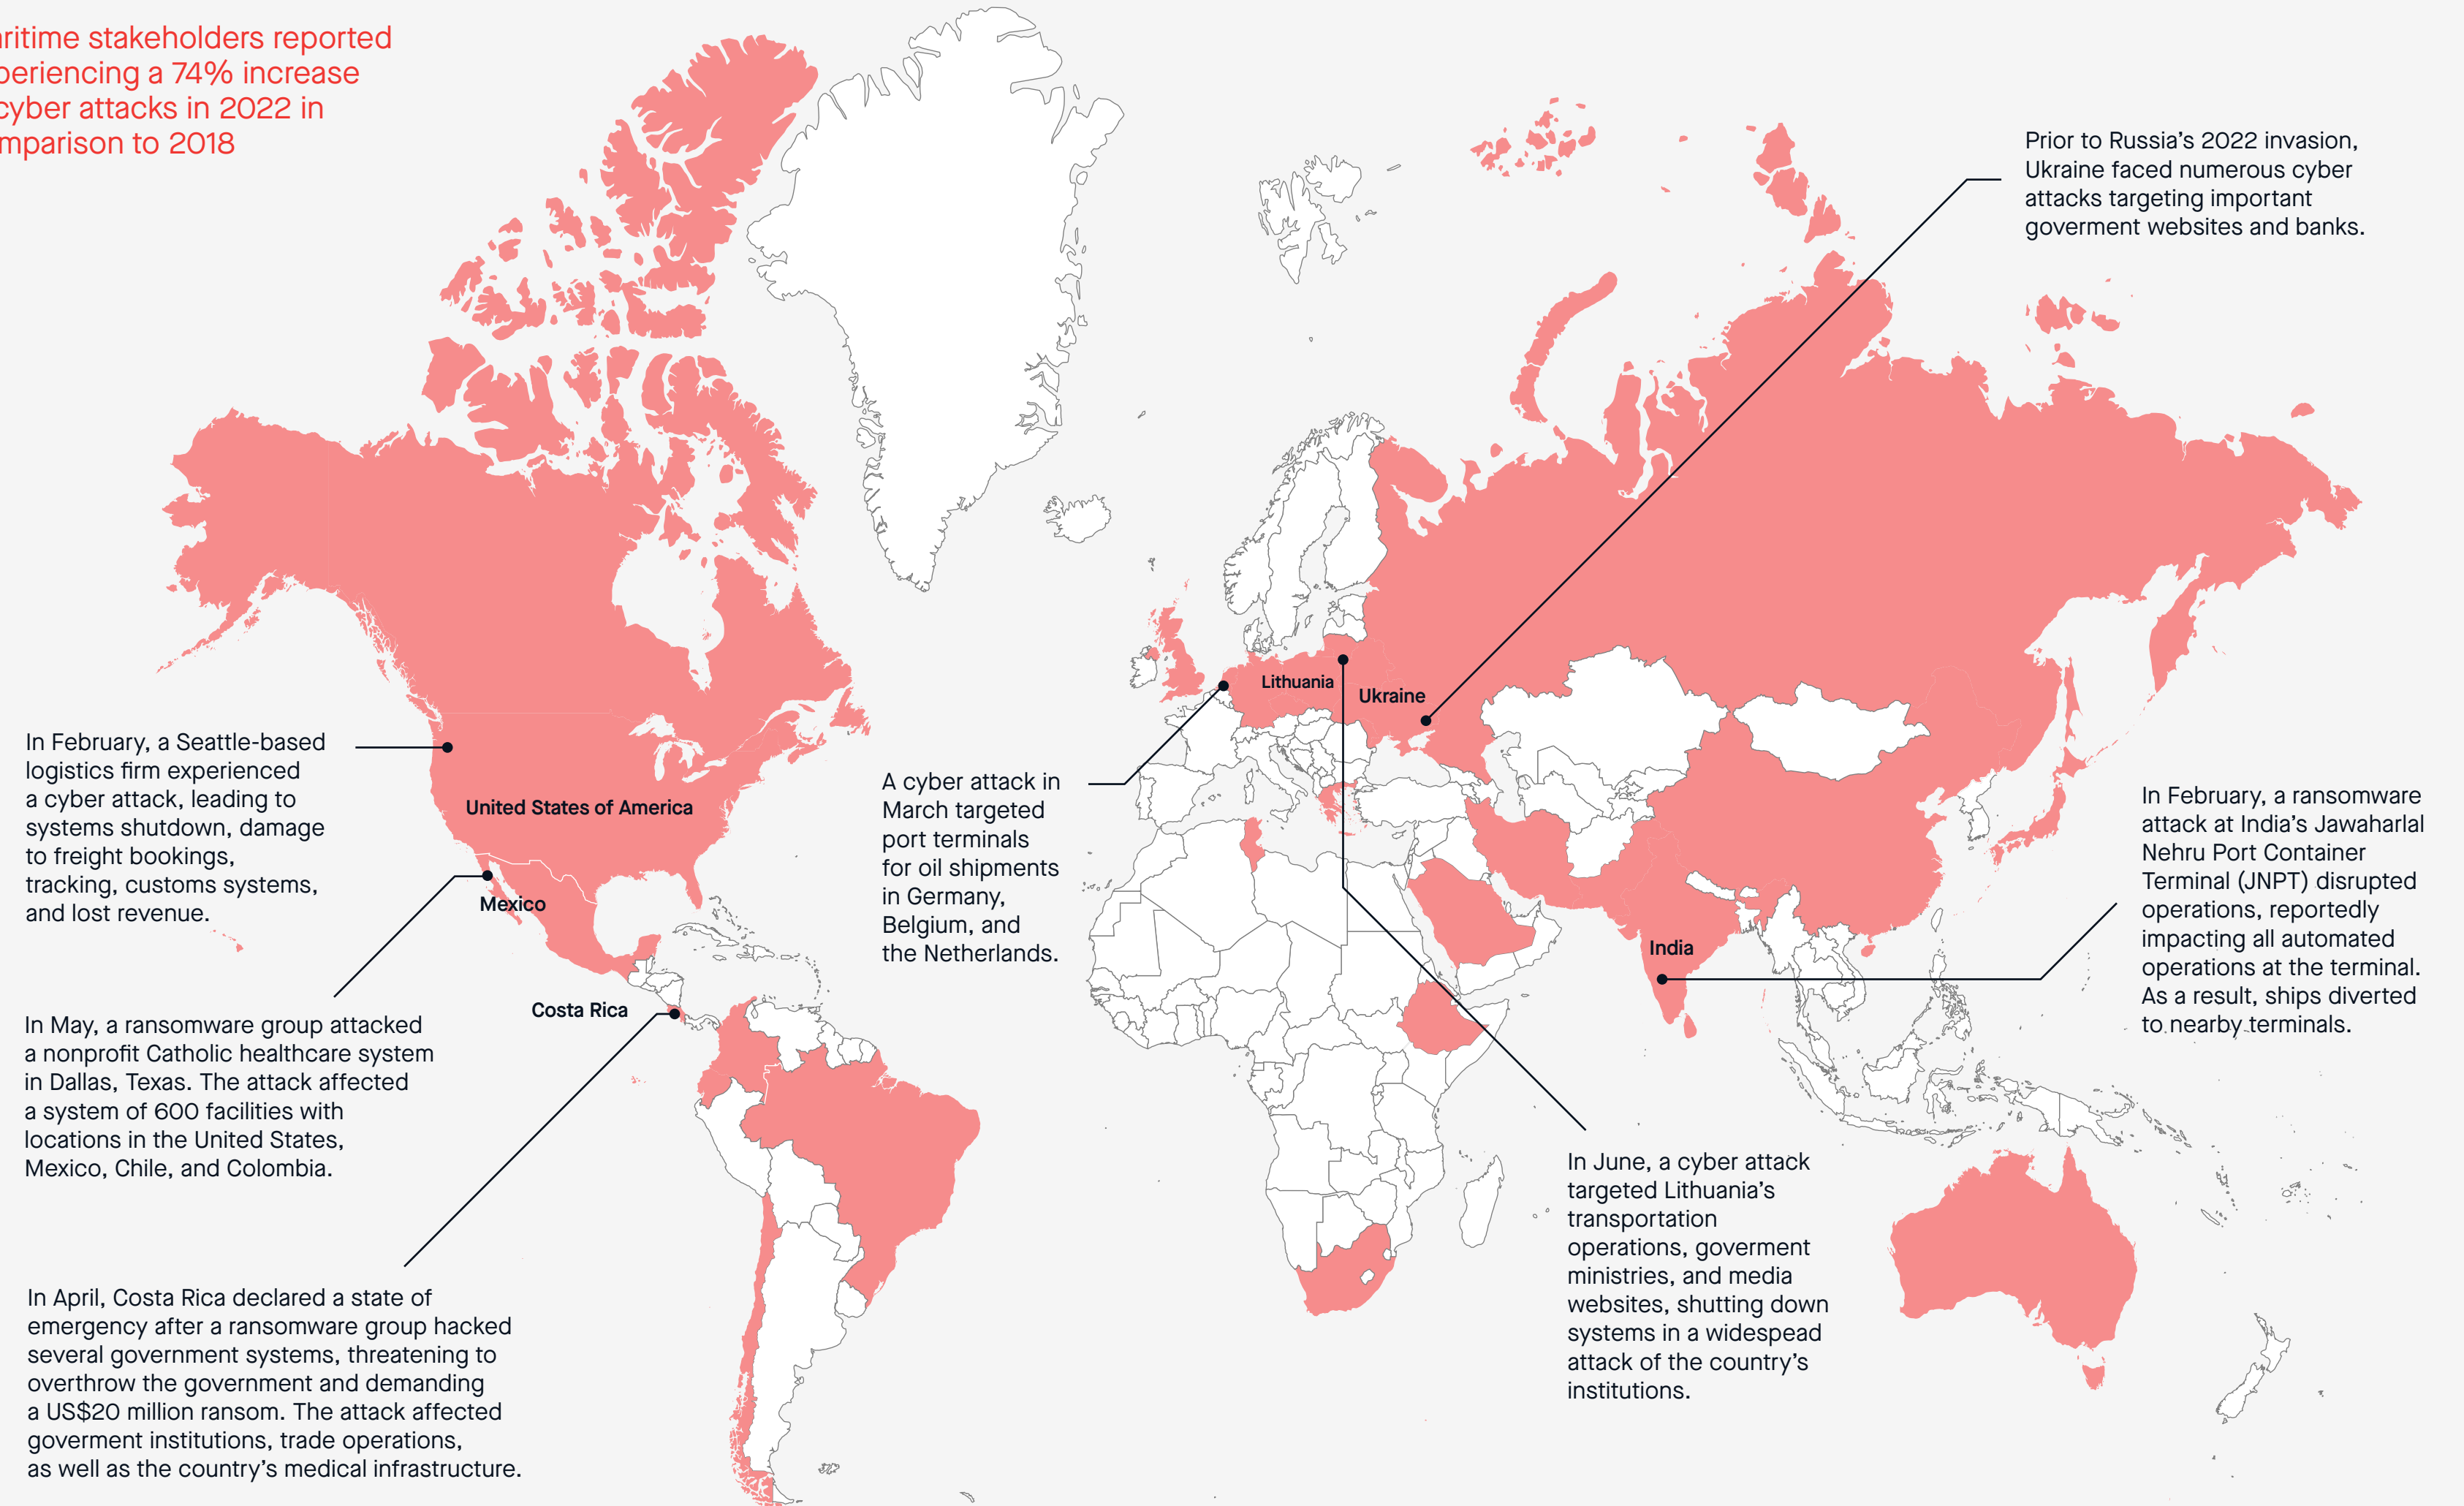 ritime stakeholders reported
periencing a 74% increase
cyber attacks in 2022 in
mparison to 2018
Prior to Russia's 2022 invasion,
Ukraine faced numerous cyber
attacks targeting important
goverment websites and banks.
Lithuania
Ukraine
In February, a Seattle-based
logistics firm experienced
a cyber attack, leading to
systems shutdown, damage
to freight bookings,
tracking, customs systems,
and lost revenue.
United States of America
Mexico
A cyber attack in
March targeted
port terminals
for oil shipments
in Germany,
Belgium, and
the Netherlands.
In February, a ransomware
attack at India's Jawaharlal
Nehru Port Container
Terminal (JNPT) disrupted
operations, reportedly
impacting all automated
operations at the terminal.
As a result, ships diverted
to nearby terminals.
India
Costa Rica
In May, a ransomware group attacked
a nonprofit Catholic healthcare system
in Dallas, Texas. The attack affected
a system of 600 facilities with
locations in the United States,
Mexico, Chile, and Colombia.
In June, a cyber attack
targeted Lithuania's
transportation
operations, goverment
ministries, and media
websites, shutting down
systems in a widespead
attack of the country's
institutions.
In April, Costa Rica declared a state of
emergency after a ransomware group hacked
several government systems, threatening to
overthrow the government and demanding
a US$20 million ransom. The attack affected
goverment institutions, trade operations,
as well as the country's medical infrastructure.